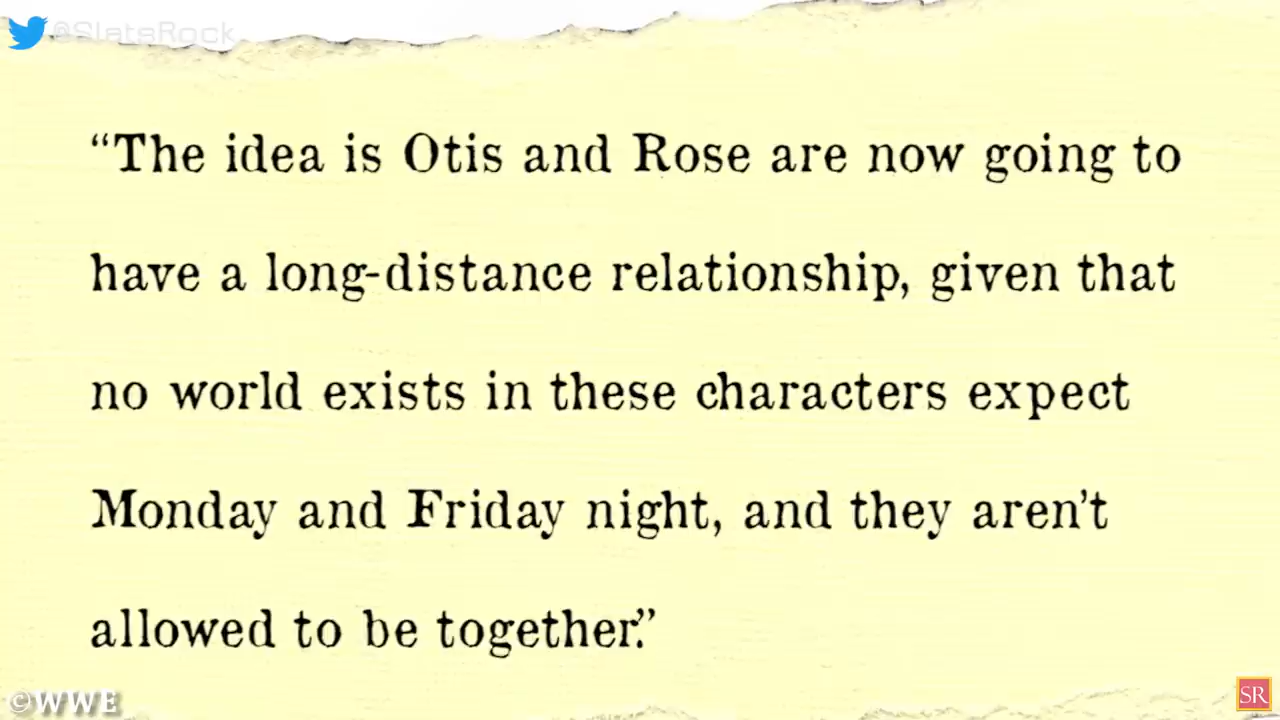 @SlataRock
“The idea is Otis and Rose are now going to
have a long-distance relationship, given that
no world exists in these characters expect
Monday and Friday night, and they aren’t
allowed to be together.”
©WWE
SR